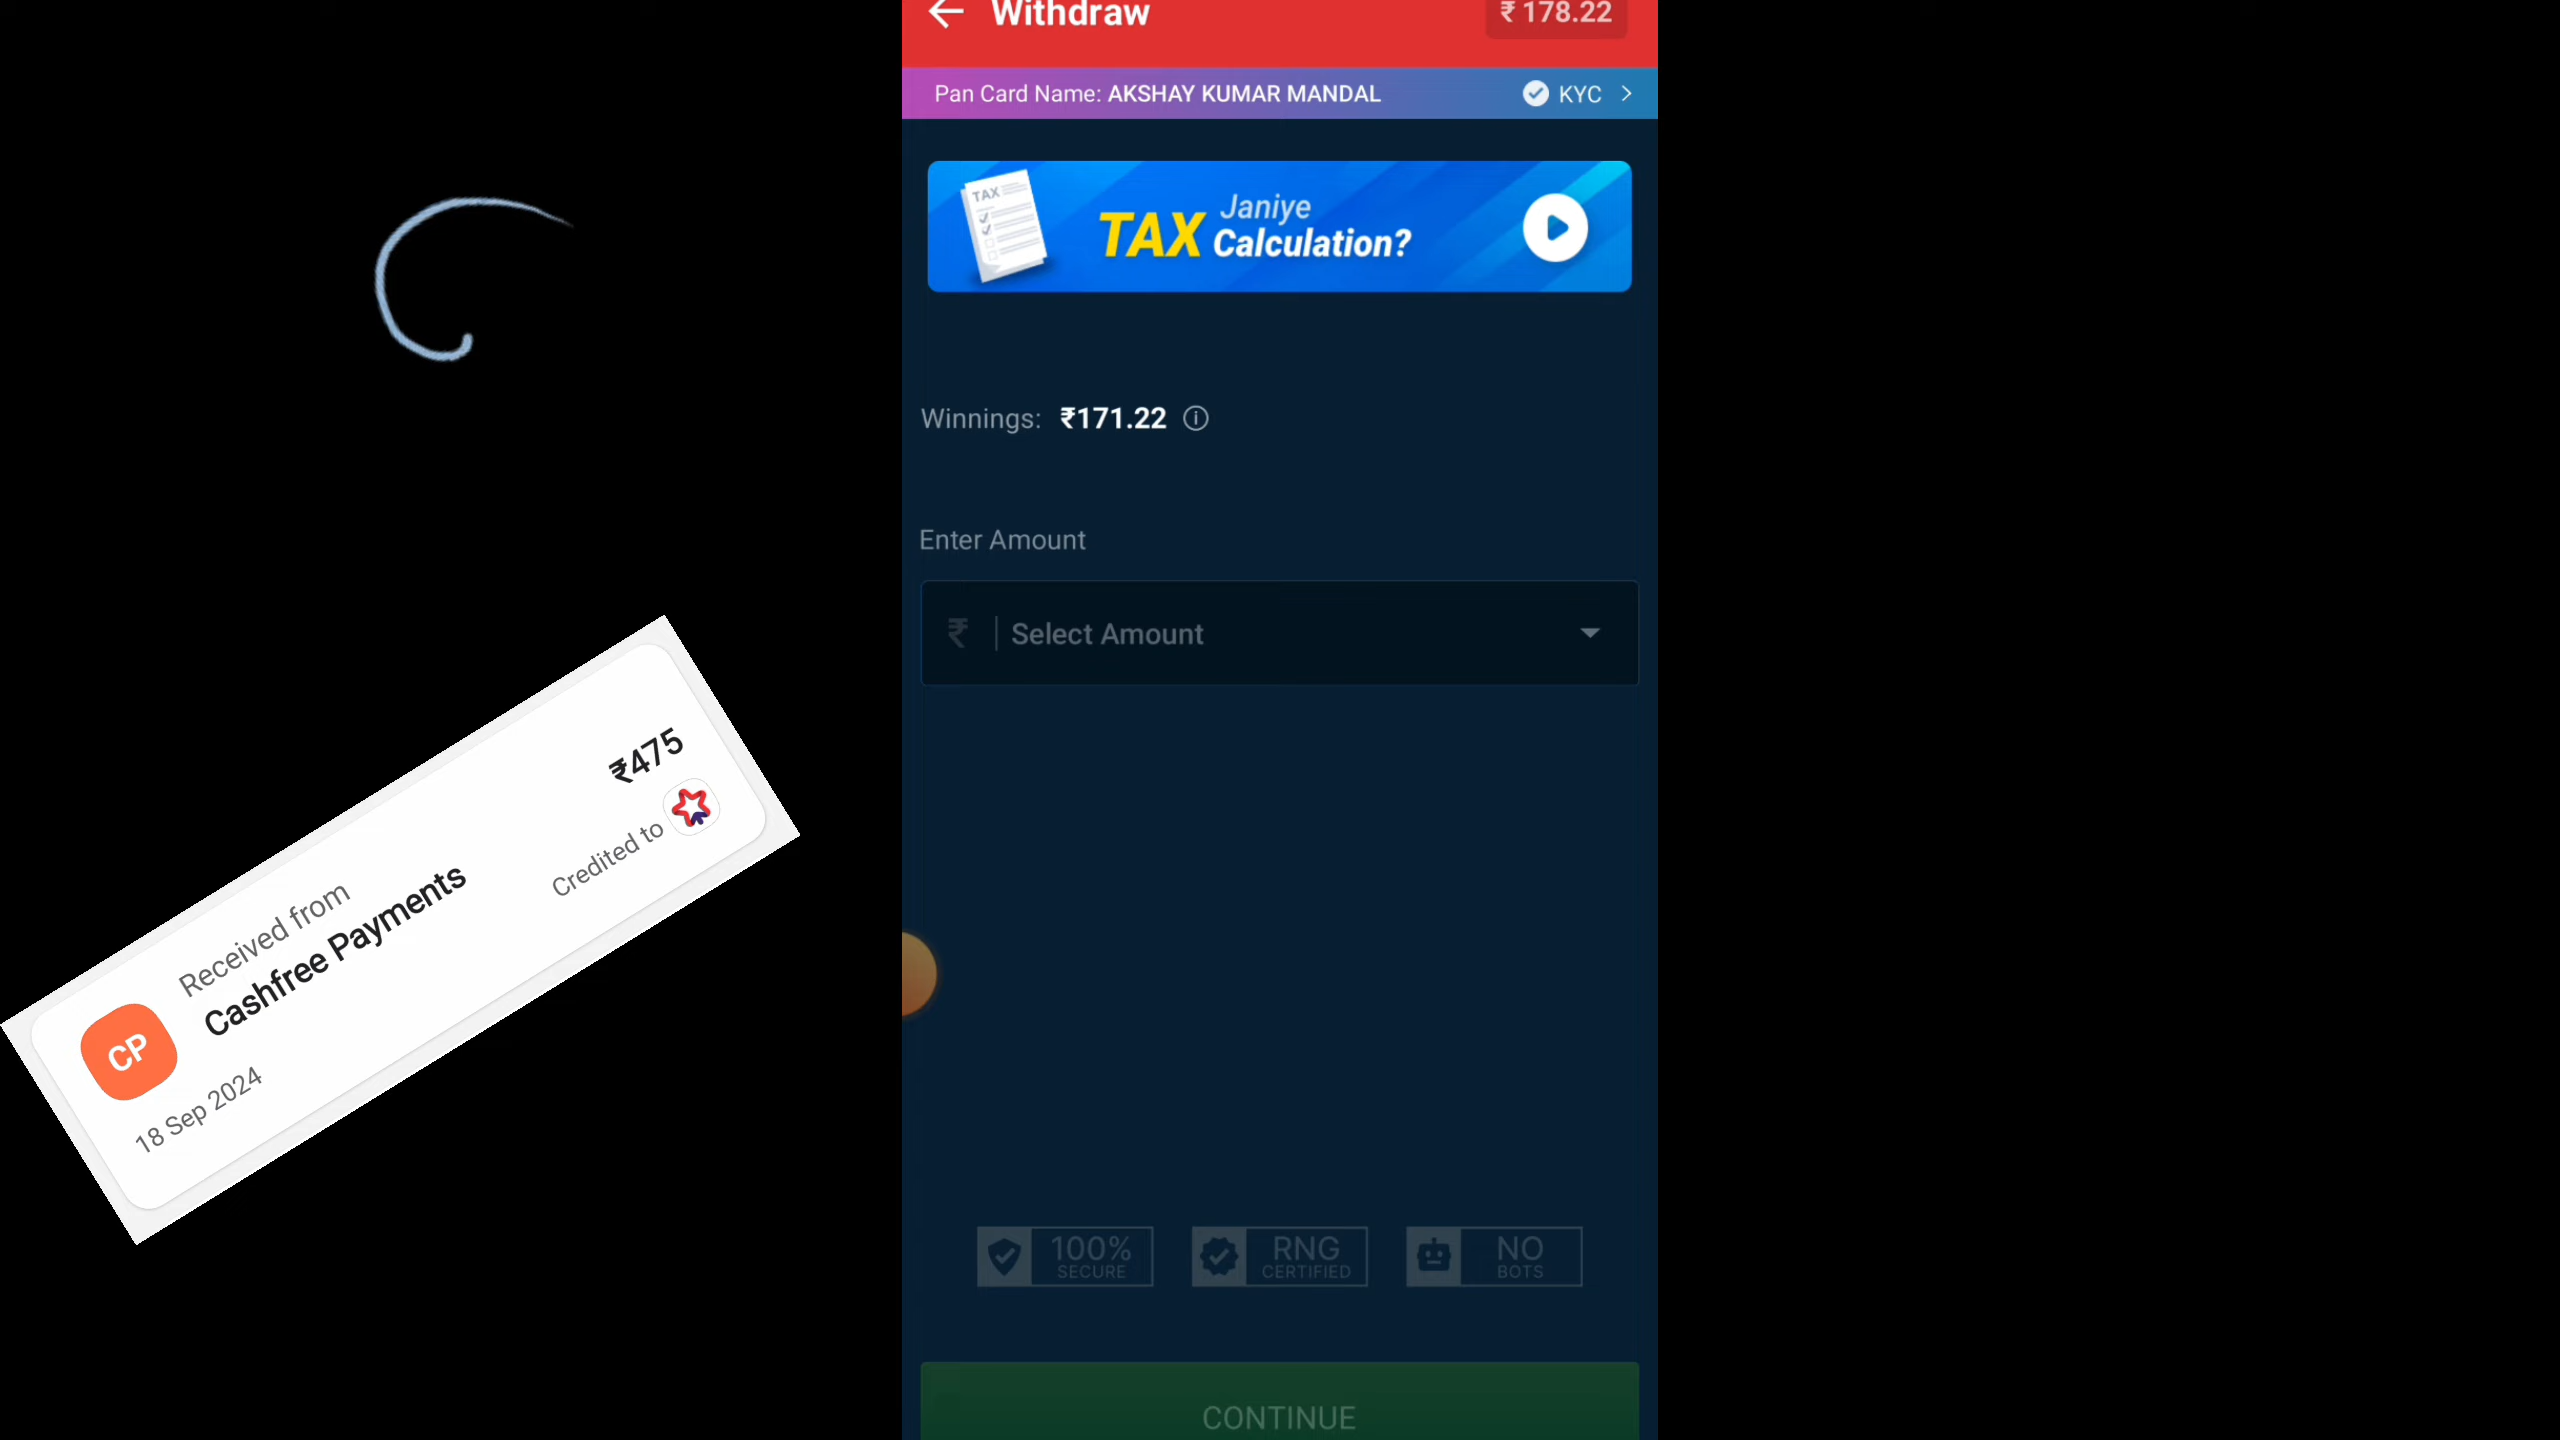 Withdraw
₹ 178.22
Pan Card Name: AKSHAY KUMAR MANDAL
KYC
TAX
TAX Janiye Calculation?
Winnings: ₹171.22
Enter Amount
₹ | Select Amount
₹475
Received from
Cashfree Payments
Credited to
CP
18 Sep 2024
100%
SECURE
RNG
CERTIFIED
NO
BOTS
CONTINUE